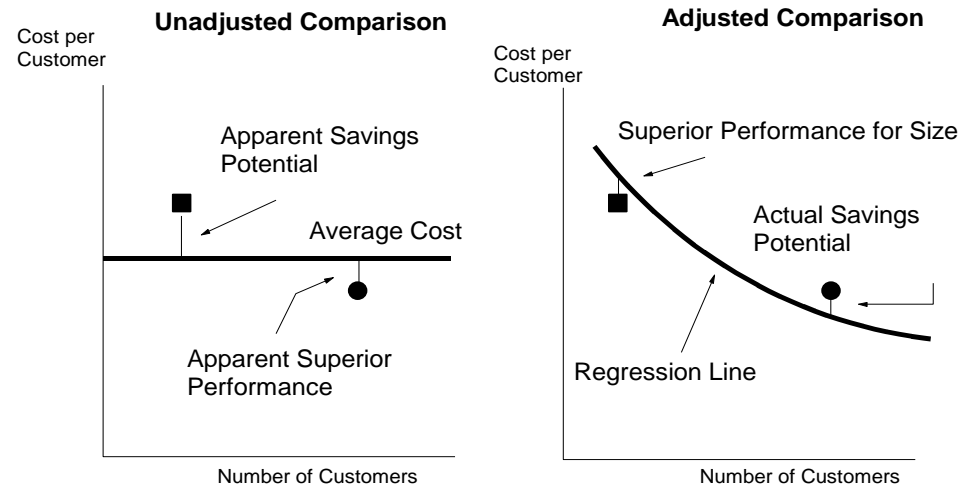 Unadjusted Comparison
Cost per
Customer
Apparent Savings
Potential
Average Cost
Apparent Superior
Performance
Number of Customers
Adjusted Comparison
Cost per
Customer
Superior Performance for Size
Actual Savings
Potential
Regression Line
Number of Customers